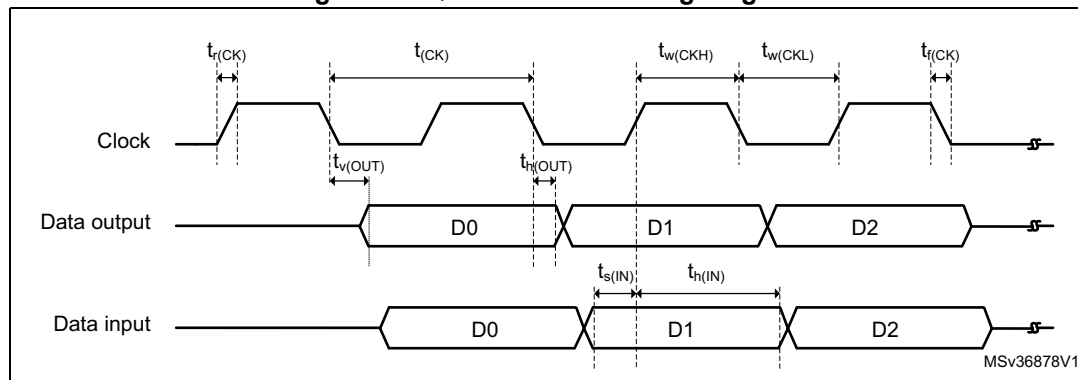 t_r(CK) t_(CK) t_w(CKH) t_w(CKL) t_f(CK)
Clock
t_v(OUT) t_h(OUT)
Data output D0 D1 D2
t_s(IN) t_h(IN)
Data input D0 D1 D2
MSv36878V1